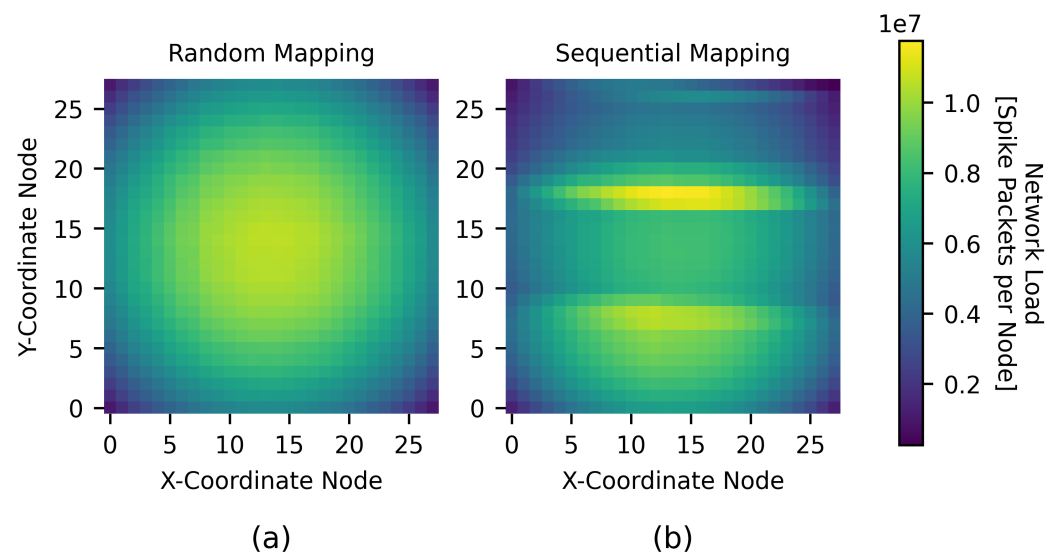 1e7
Random Mapping
Sequential Mapping
25
20
15
10
5
0
Y-Coordinate Node
0 5 10 15 20 25
X-Coordinate Node
(a)
25
20
15
10
5
0
0 5 10 15 20 25
X-Coordinate Node
(b)
1.0
0.8
0.6
0.4
0.2
Network Load
[Spike Packets per Node]